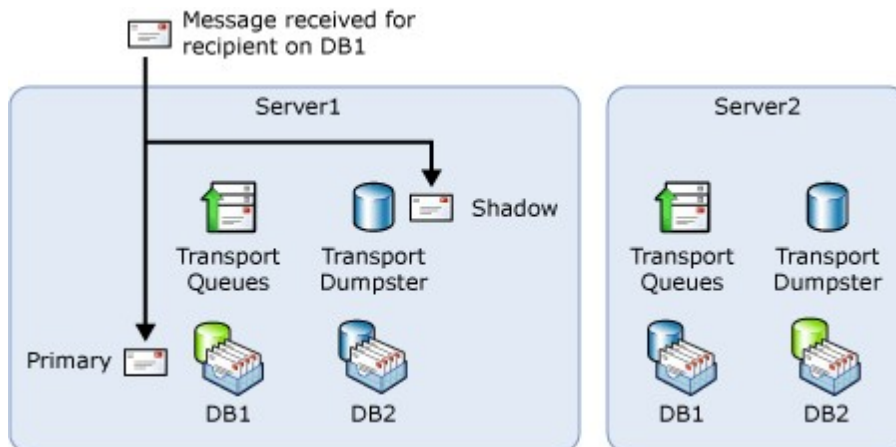 Message received for
recipient on DB1
Server1
Server2
Shadow
Transport
Queues
Transport
Dumpster
Transport
Queues
Transport
Dumpster
Primary
DB1
DB2
DB1
DB2